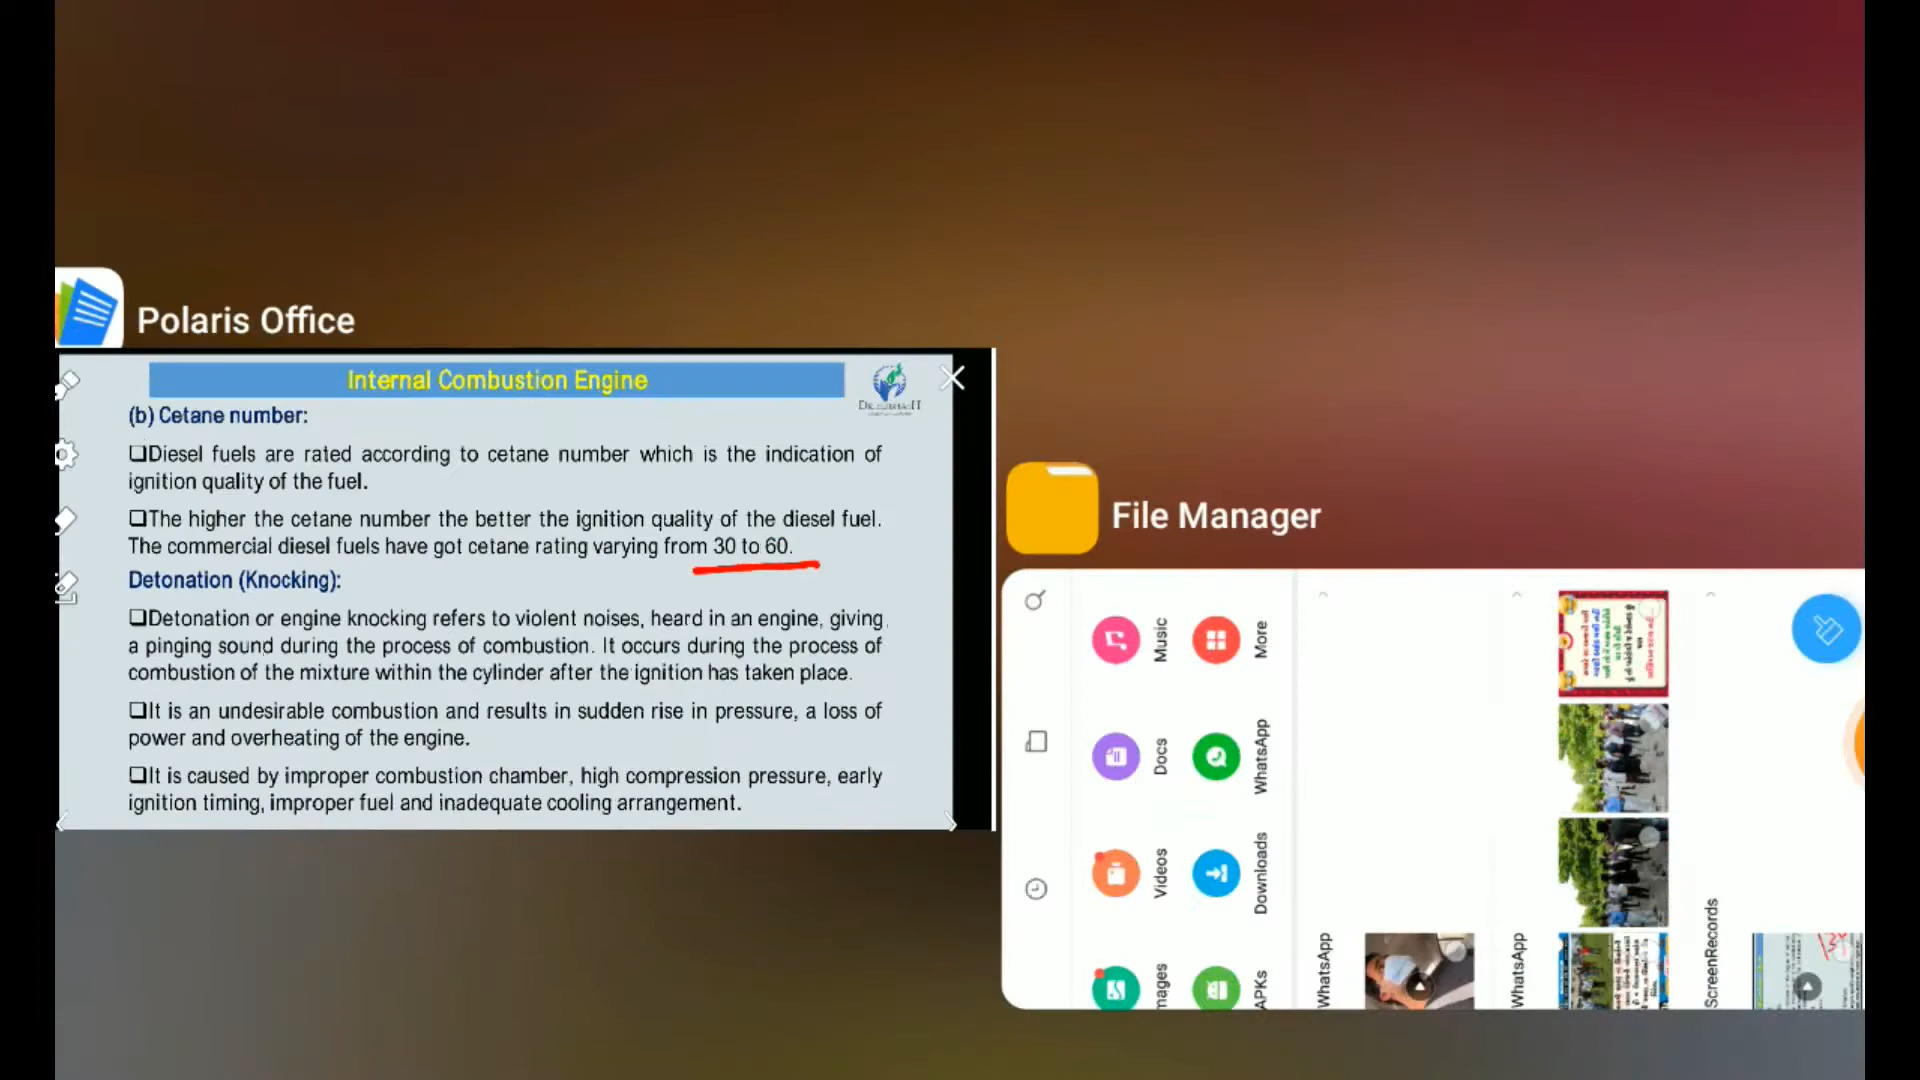 Polaris Office
Internal Combustion Engine
(b) Cetane number:
❑Diesel fuels are rated according to cetane number which is the indication of
ignition quality of the fuel.
❑The higher the cetane number the better the ignition quality of the diesel fuel.
The commercial diesel fuels have got cetane rating varying from 30 to 60.
Detonation (Knocking):
❑Detonation or engine knocking refers to violent noises, heard in an engine, giving
a pinging sound during the process of combustion. It occurs during the process of
combustion of the mixture within the cylinder after the ignition has taken place.
❑It is an undesirable combustion and results in sudden rise in pressure, a loss of
power and overheating of the engine.
❑It is caused by improper combustion chamber, high compression pressure, early
ignition timing, improper fuel and inadequate cooling arrangement.
File Manager
Music
More
Docs
WhatsApp
Videos
Downloads
mages
APKs
WhatsApp
WhatsApp
ScreenRecords